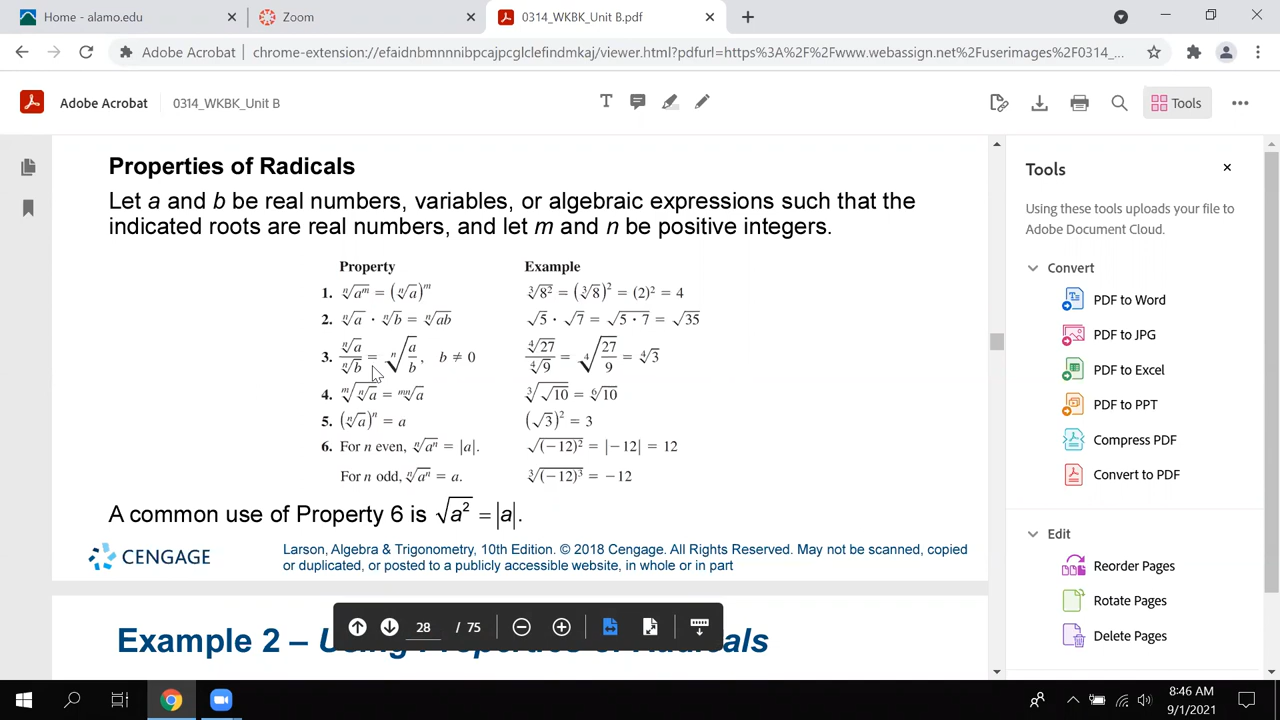 Home - alamo.edu
Zoom
0314_WKBK_Unit B.pdf
Adobe Acrobat | chrome-extension://efaidnbmnnnibpcajpcglclefindmkaj/viewer.html?pdfurl=https%3A%2F%2Fwww.webassign.net%2Fuserimages%2F0314_...
Adobe Acrobat 0314_WKBK_Unit B
Tools
Properties of Radicals
Let a and b be real numbers, variables, or algebraic expressions such that the
indicated roots are real numbers, and let m and n be positive integers.
Property Example
1. ⁿ√aᵐ = (ⁿ√a)ᵐ ³√8² = (³√8)² = (2)² = 4
2. ⁿ√a · ⁿ√b = ⁿ√ab √5 · √7 = √5 · 7 = √35
3. ⁿ√a / ⁿ√b = ⁿ√(a/b), b ≠ 0 ⁴√27 / ⁴√9 = ⁴√(27/9) = ⁴√3
4. ᵐ√ⁿ√a = ᵐⁿ√a ³√√10 = ⁶√10
5. (ⁿ√a)ⁿ = a (√3)² = 3
6. For n even, ⁿ√aⁿ = |a|. √(-12)² = |-12| = 12
For n odd, ⁿ√aⁿ = a. ³√(-12)³ = -12
A common use of Property 6 is √a² = |a|.
CENGAGE
Larson, Algebra & Trigonometry, 10th Edition. © 2018 Cengage. All Rights Reserved. May not be scanned, copied
or duplicated, or posted to a publicly accessible website, in whole or in part
28 / 75
Example 2 – Using Properties of Radicals
Tools
Using these tools uploads your file to
Adobe Document Cloud.
Convert
PDF to Word
PDF to JPG
PDF to Excel
PDF to PPT
Compress PDF
Convert to PDF
Edit
Reorder Pages
Rotate Pages
Delete Pages
8:46 AM
9/1/2021